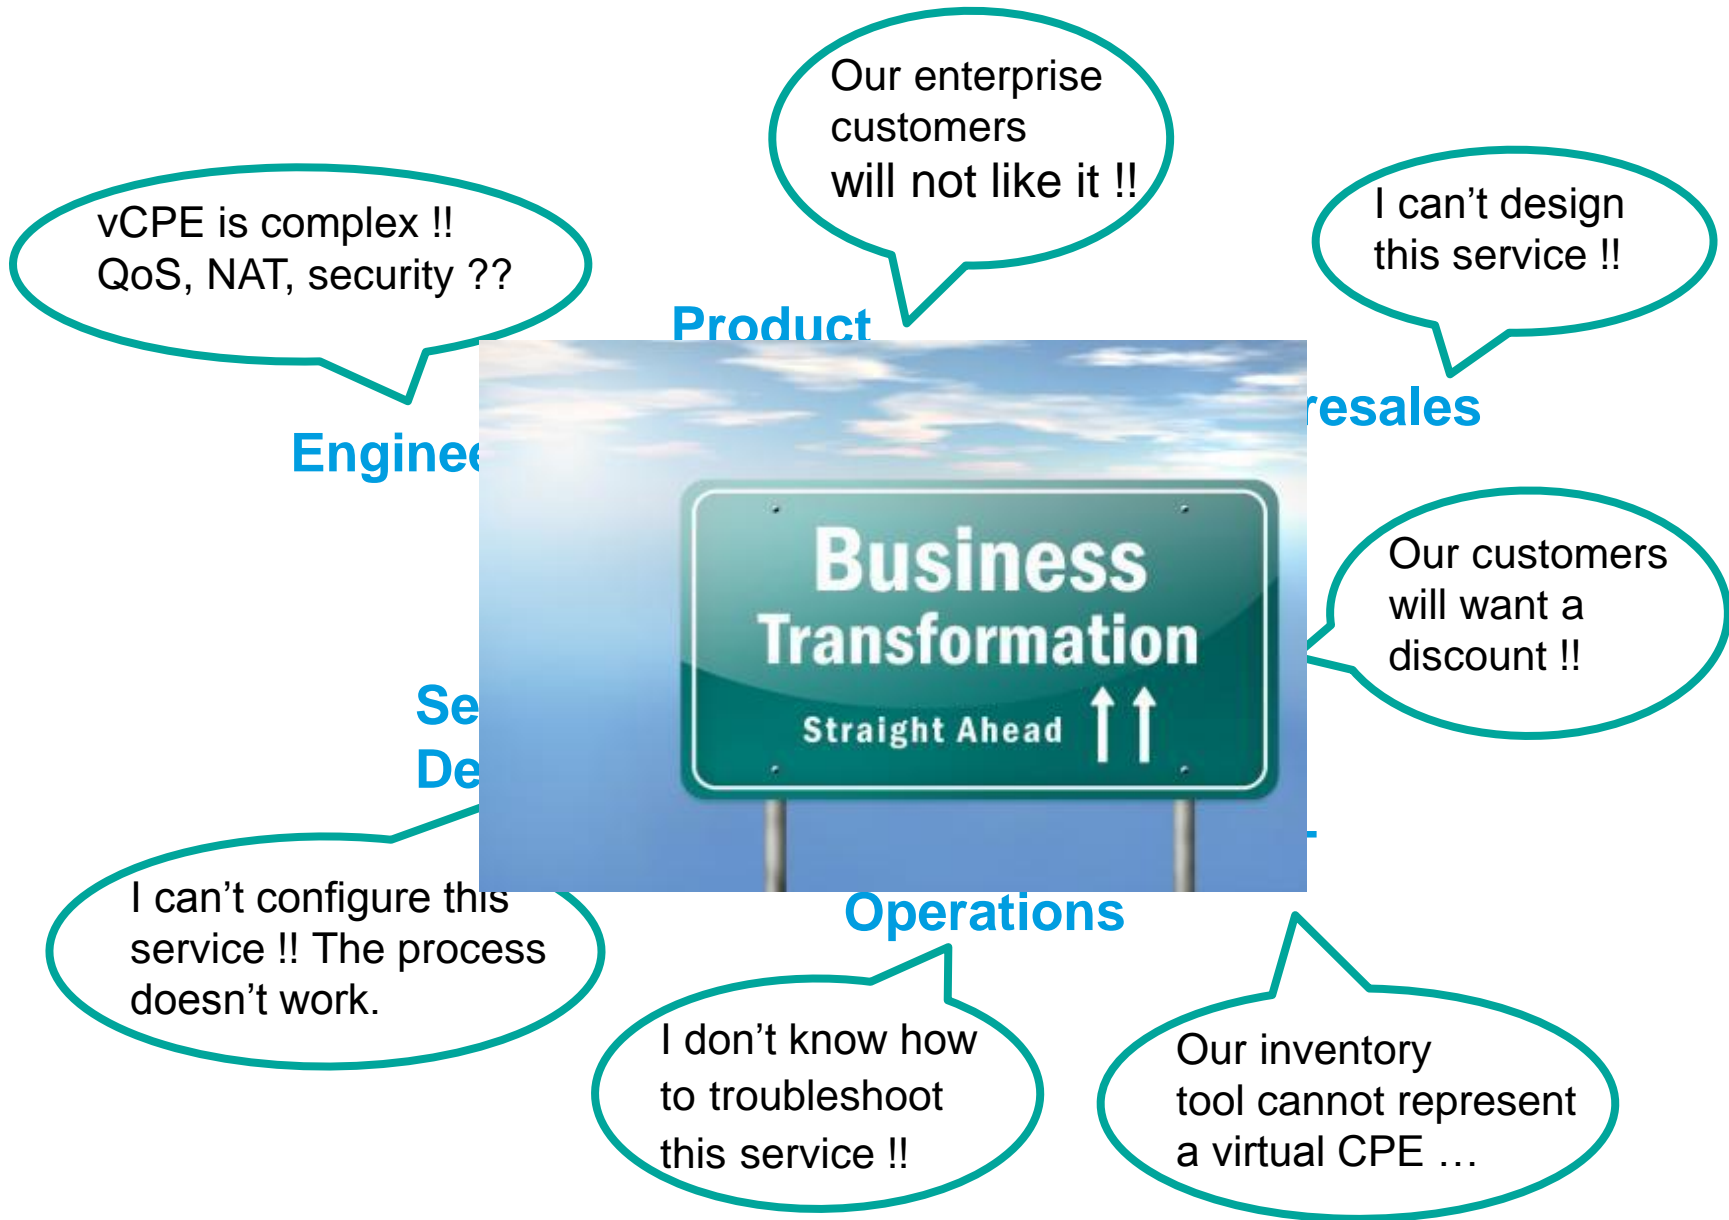 Our enterprise
customers
will not like it !!
vCPE is complex !!
QoS, NAT, security ??
I can’t design
this service !!
Product
resales
Enginee
Business
Transformation
Straight Ahead
Our customers
will want a
discount !!
Se
De
I can’t configure this
service !! The process
doesn’t work.
Operations
I don’t know how
to troubleshoot
this service !!
Our inventory
tool cannot represent
a virtual CPE …